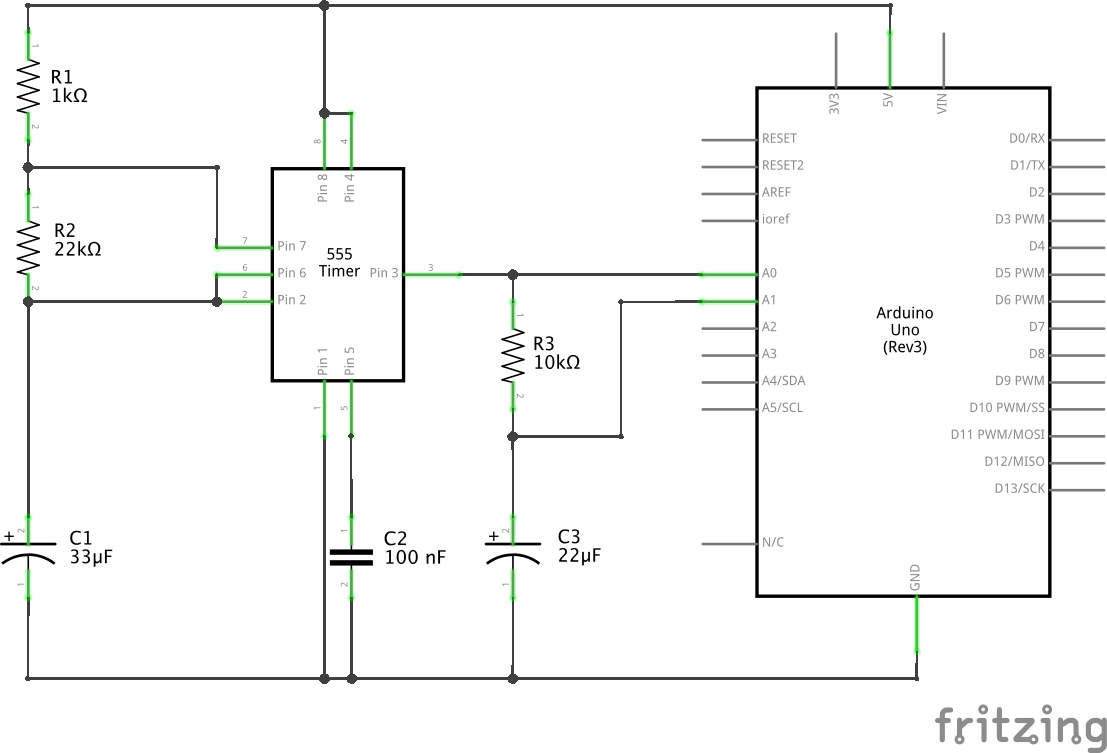 R1
1kΩ
1
2
R2
22kΩ
1
2
8
4
Pin 8
Pin 4
7
Pin 7
6
Pin 6
2
Pin 2
555
Timer
Pin 3
3
Pin 1
Pin 5
1
5
R3
10kΩ
1
2
+
2
C1
33µF
1
1
C2
100 nF
2
+
2
C3
22µF
1
3V3
5V
VIN
RESET
RESET2
AREF
ioref
A0
A1
A2
A3
A4/SDA
A5/SCL
N/C
Arduino
Uno
(Rev3)
D0/RX
D1/TX
D2
D3 PWM
D4
D5 PWM
D6 PWM
D7
D8
D9 PWM
D10 PWM/SS
D11 PWM/MOSI
D12/MISO
D13/SCK
GND
fritzing